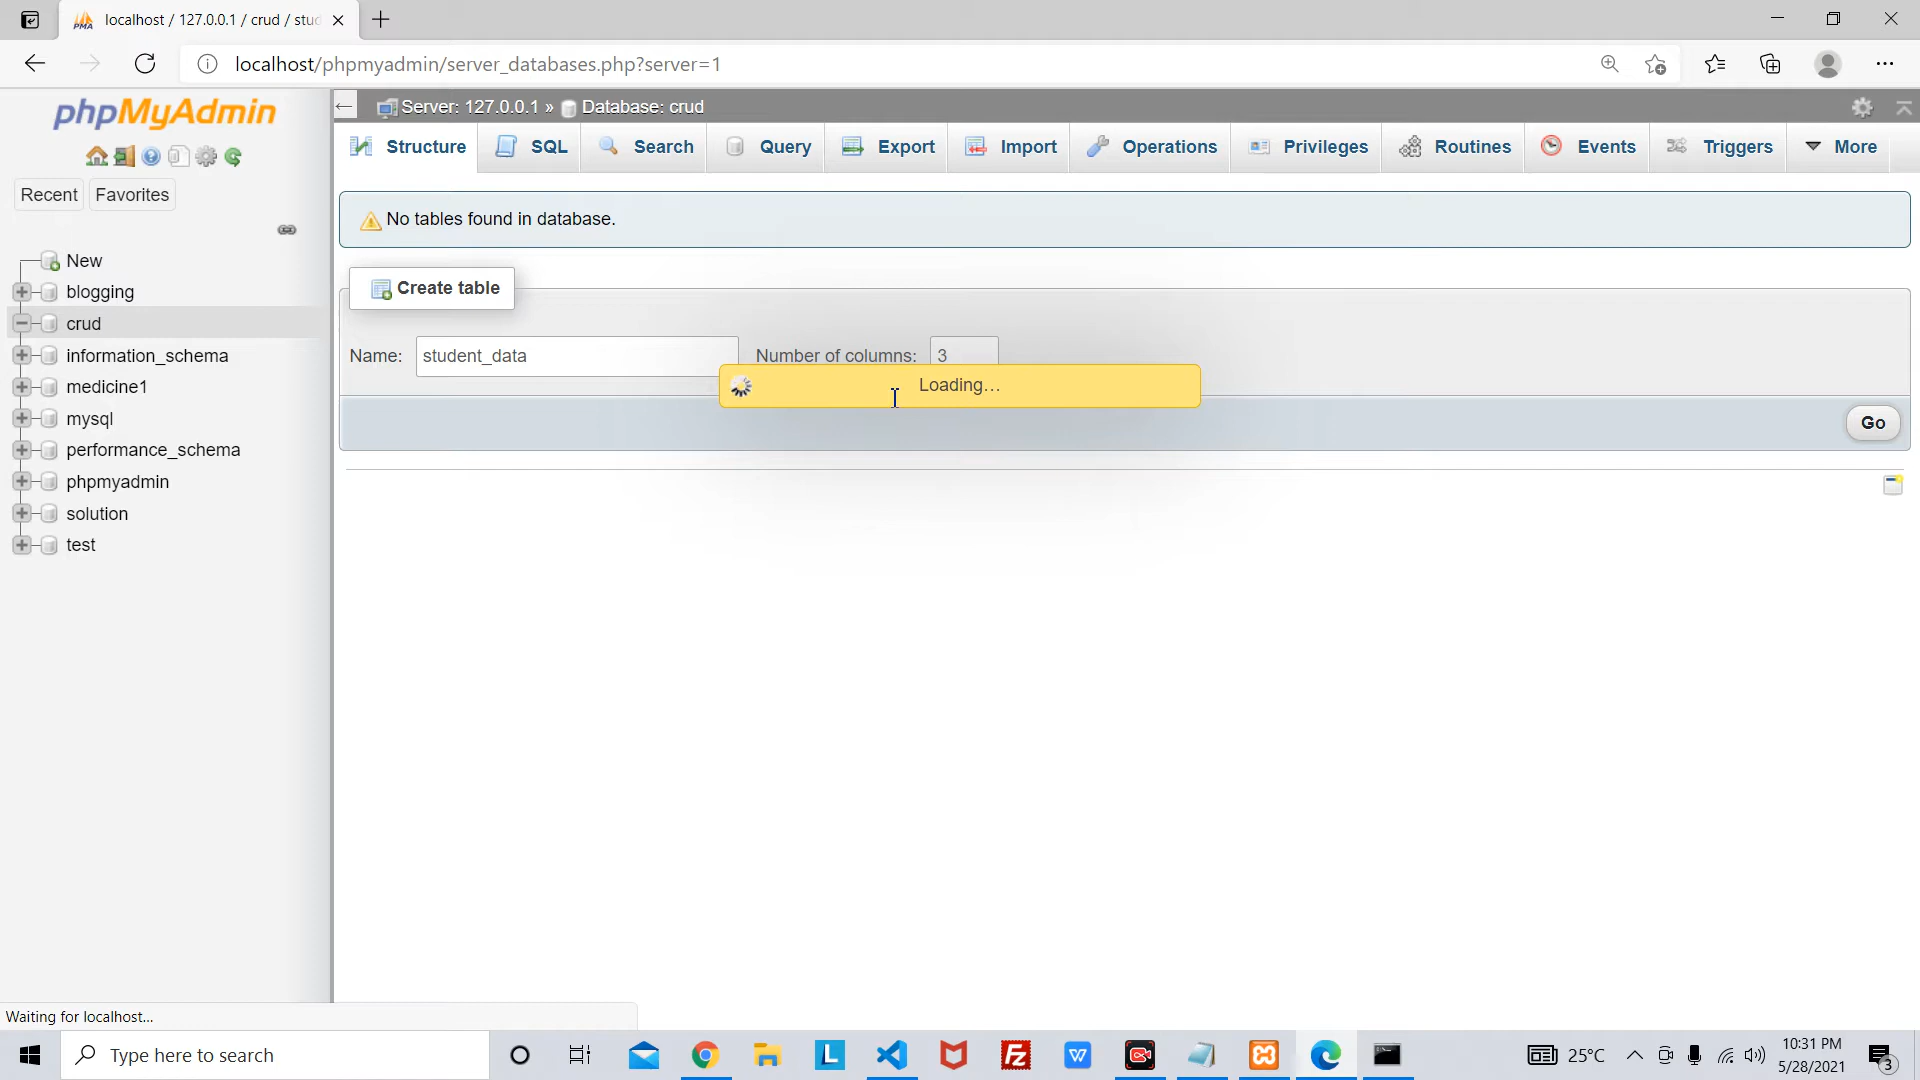 localhost / 127.0.0.1 / crud / stud
localhost/phpmyadmin/server_databases.php?server=1
phpMyAdmin
Recent Favorites
New
blogging
crud
information_schema
medicine1
mysql
performance_schema
phpmyadmin
solution
test
Server: 127.0.0.1 » Database: crud
Structure SQL Search Query Export Import Operations Privileges Routines Events Triggers More
No tables found in database.
Create table
Name: student_data Number of columns: 3
Loading...
Go
Waiting for localhost...
Type here to search
25°C
10:31 PM
5/28/2021
3